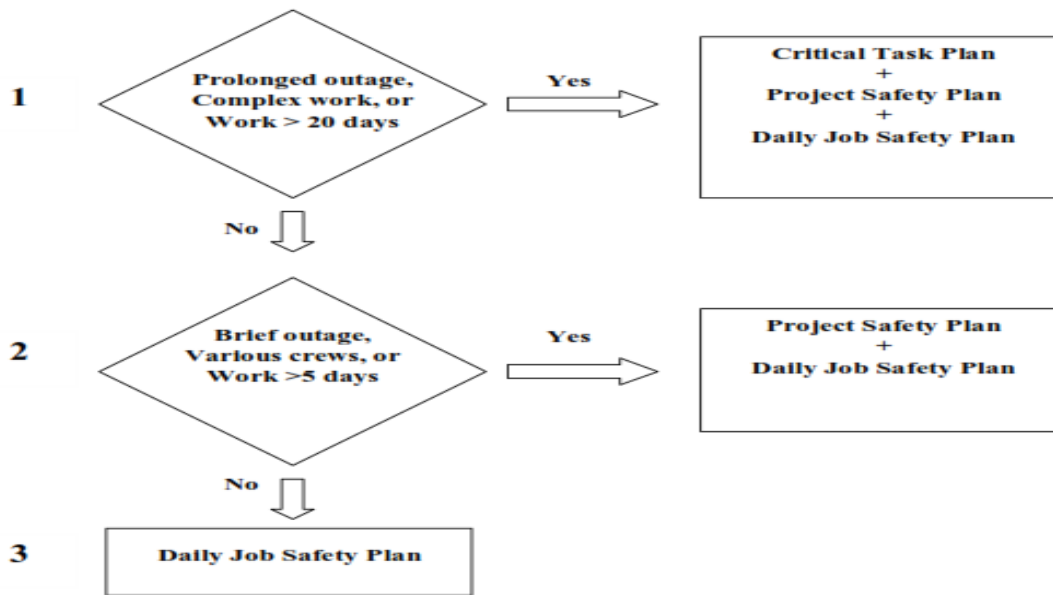 1
Prolonged outage,
Complex work, or
Work > 20 days
Yes
Critical Task Plan
+
Project Safety Plan
+
Daily Job Safety Plan
No
2
Brief outage,
Various crews, or
Work >5 days
Yes
Project Safety Plan
+
Daily Job Safety Plan
No
3
Daily Job Safety Plan